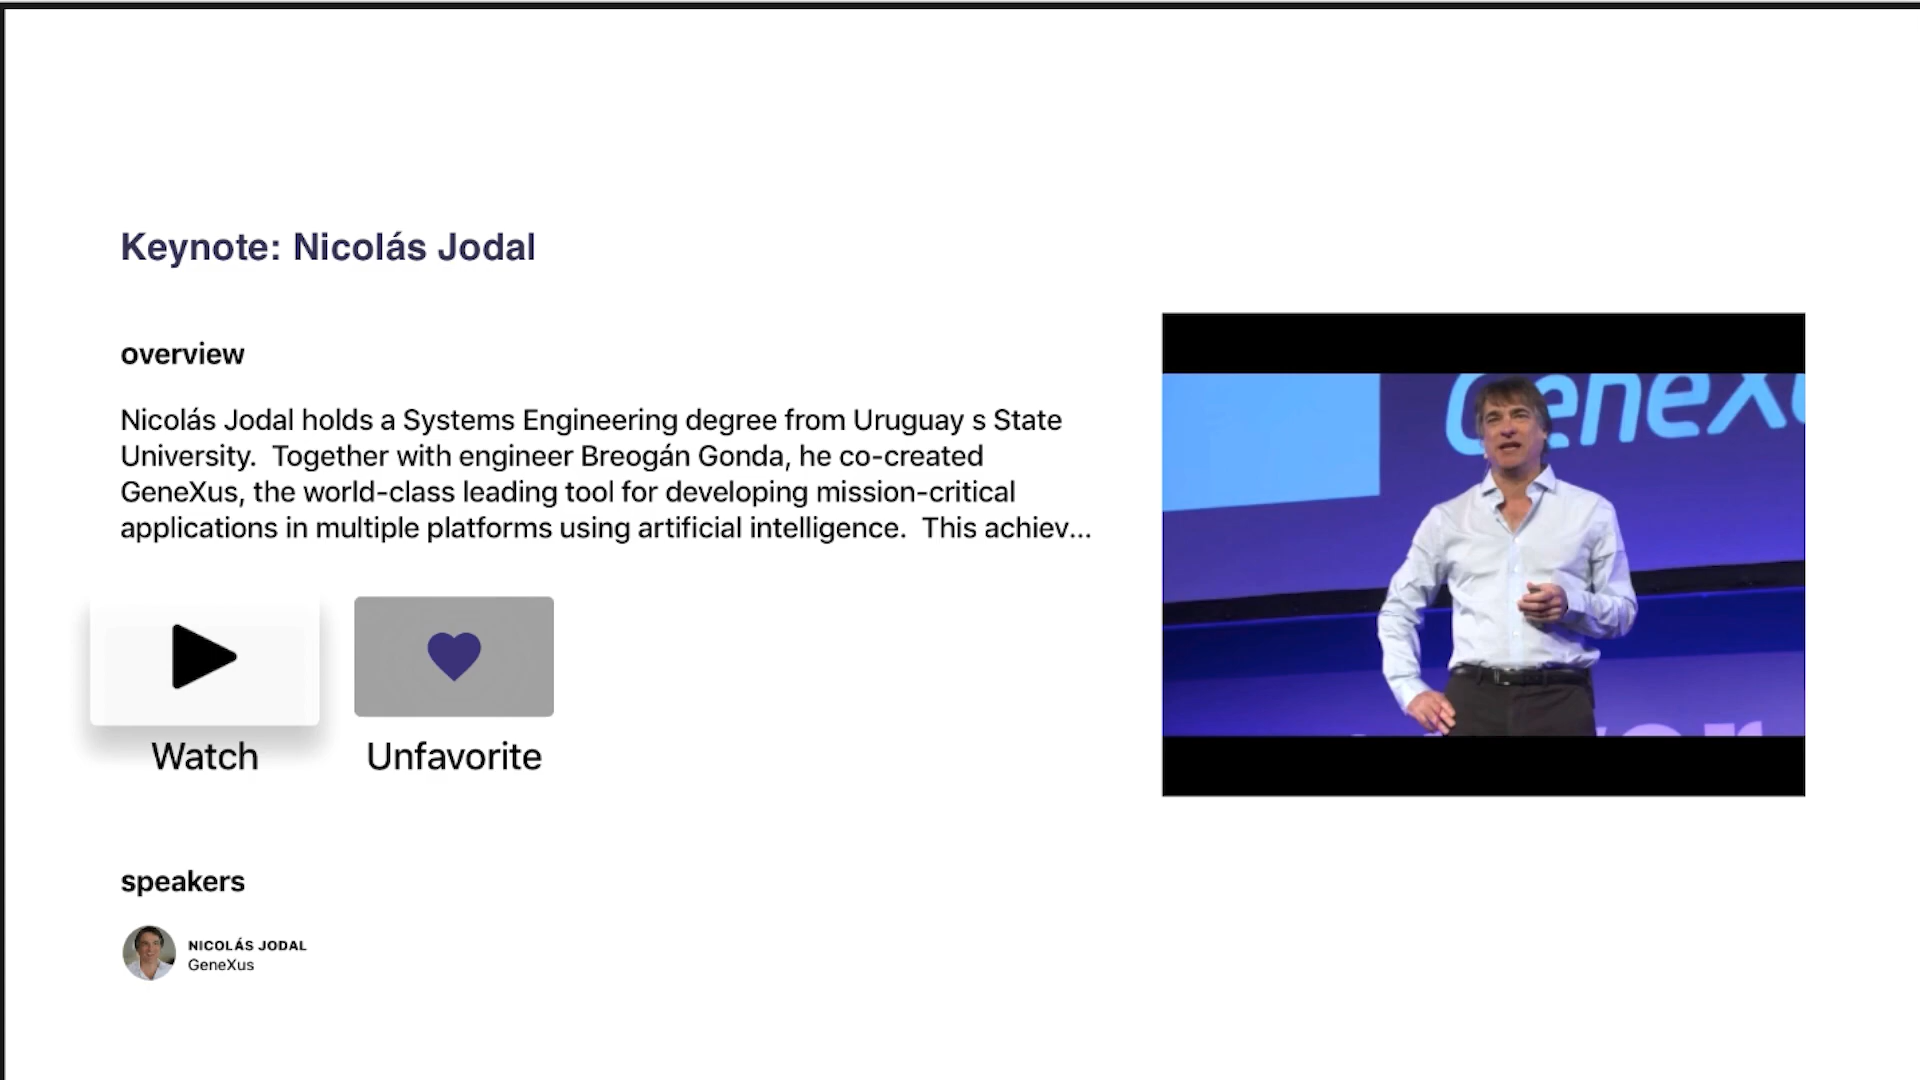 Keynote: Nicolás Jodal
overview
Nicolás Jodal holds a Systems Engineering degree from Uruguay s State
University.  Together with engineer Breogán Gonda, he co-created
GeneXus, the world-class leading tool for developing mission-critical
applications in multiple platforms using artificial intelligence.  This achiev...
GeneXu
Watch
Unfavorite
speakers
NICOLÁS JODAL
GeneXus